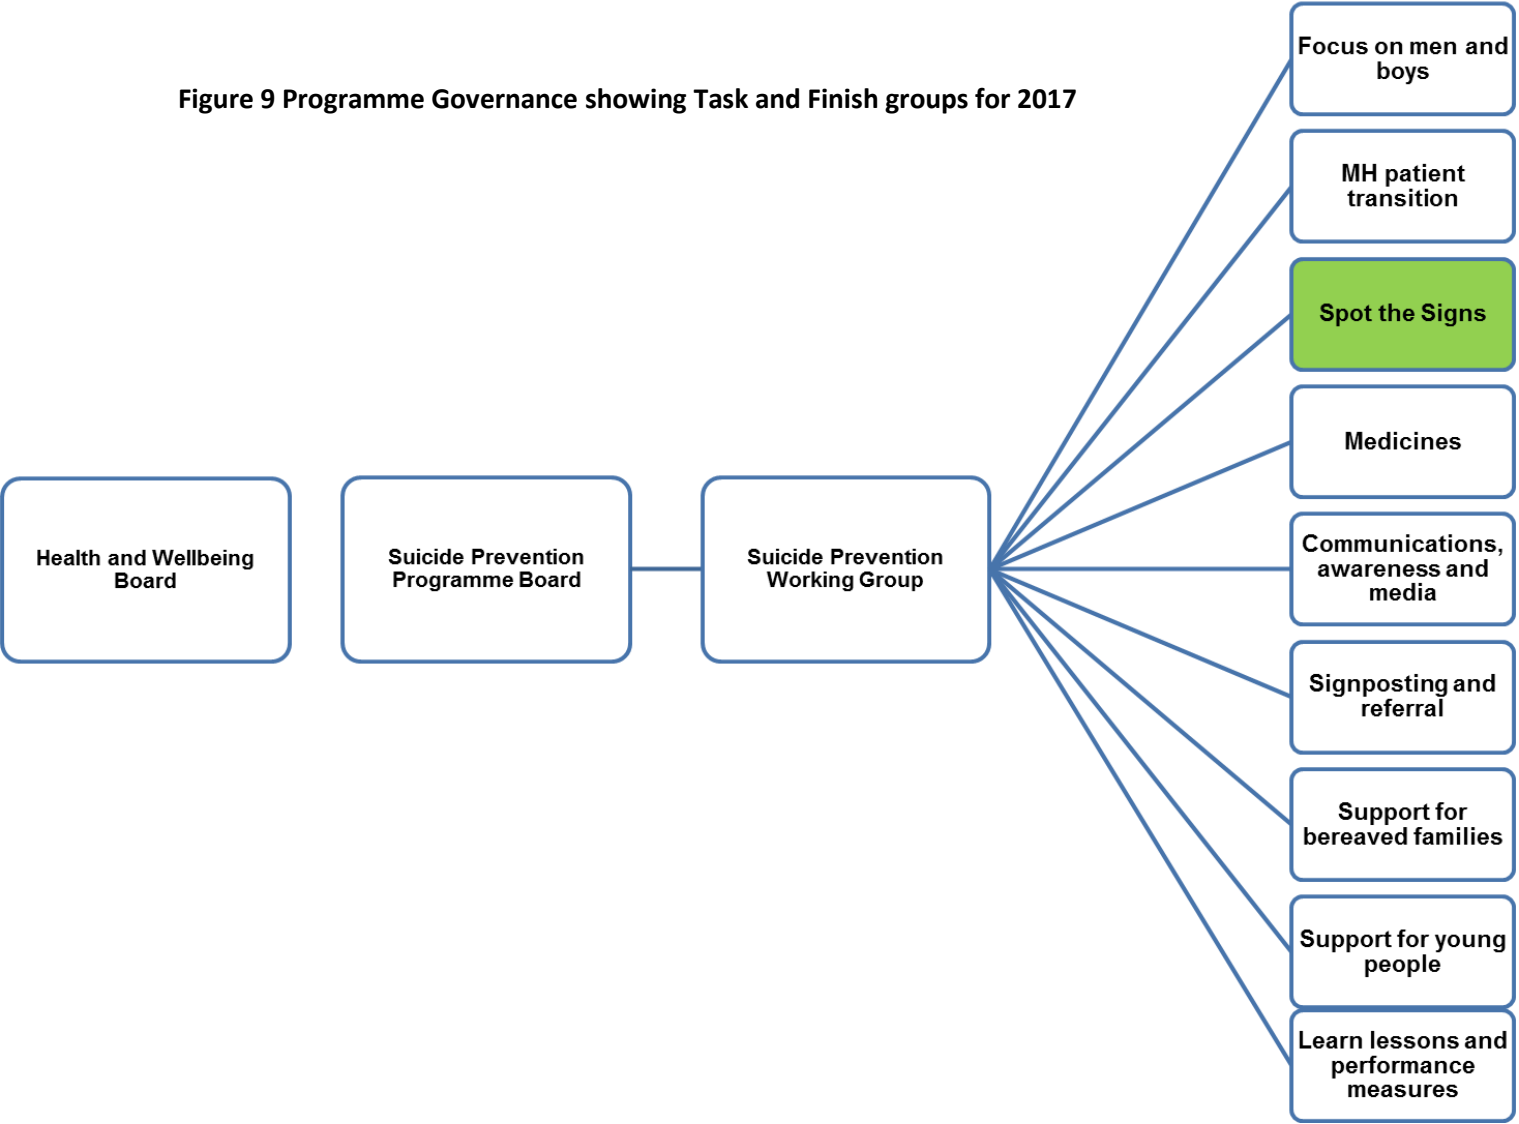 Figure 9 Programme Governance showing Task and Finish groups for 2017
Health and Wellbeing
Board
Suicide Prevention
Programme Board
Suicide Prevention
Working Group
Focus on men and
boys
MH patient
transition
Spot the Signs
Medicines
Communications,
awareness and
media
Signposting and
referral
Support for
bereaved families
Support for young
people
Learn lessons and
performance
measures